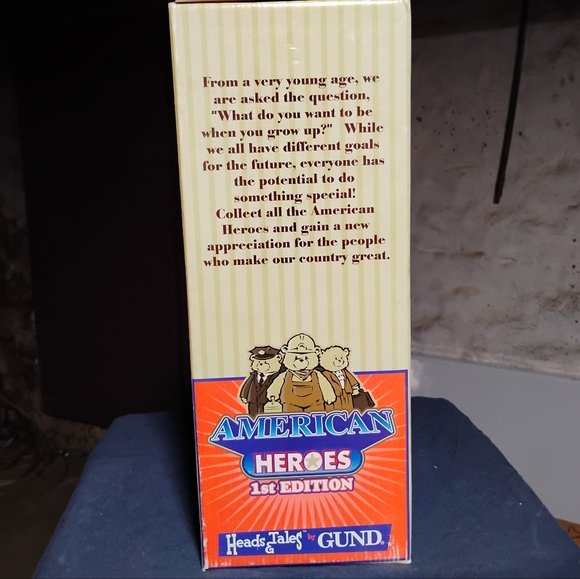 From a very young age, we
are asked the question,
"What do you want to be
when you grow up?" While
we all have different goals
for the future, everyone has
the potential to do
something special!
Collect all the American
Heroes and gain a new
appreciation for the people
who make our country great.
AMERICAN
HEROES
1st EDITION
Heads & Tales™ by GUND®